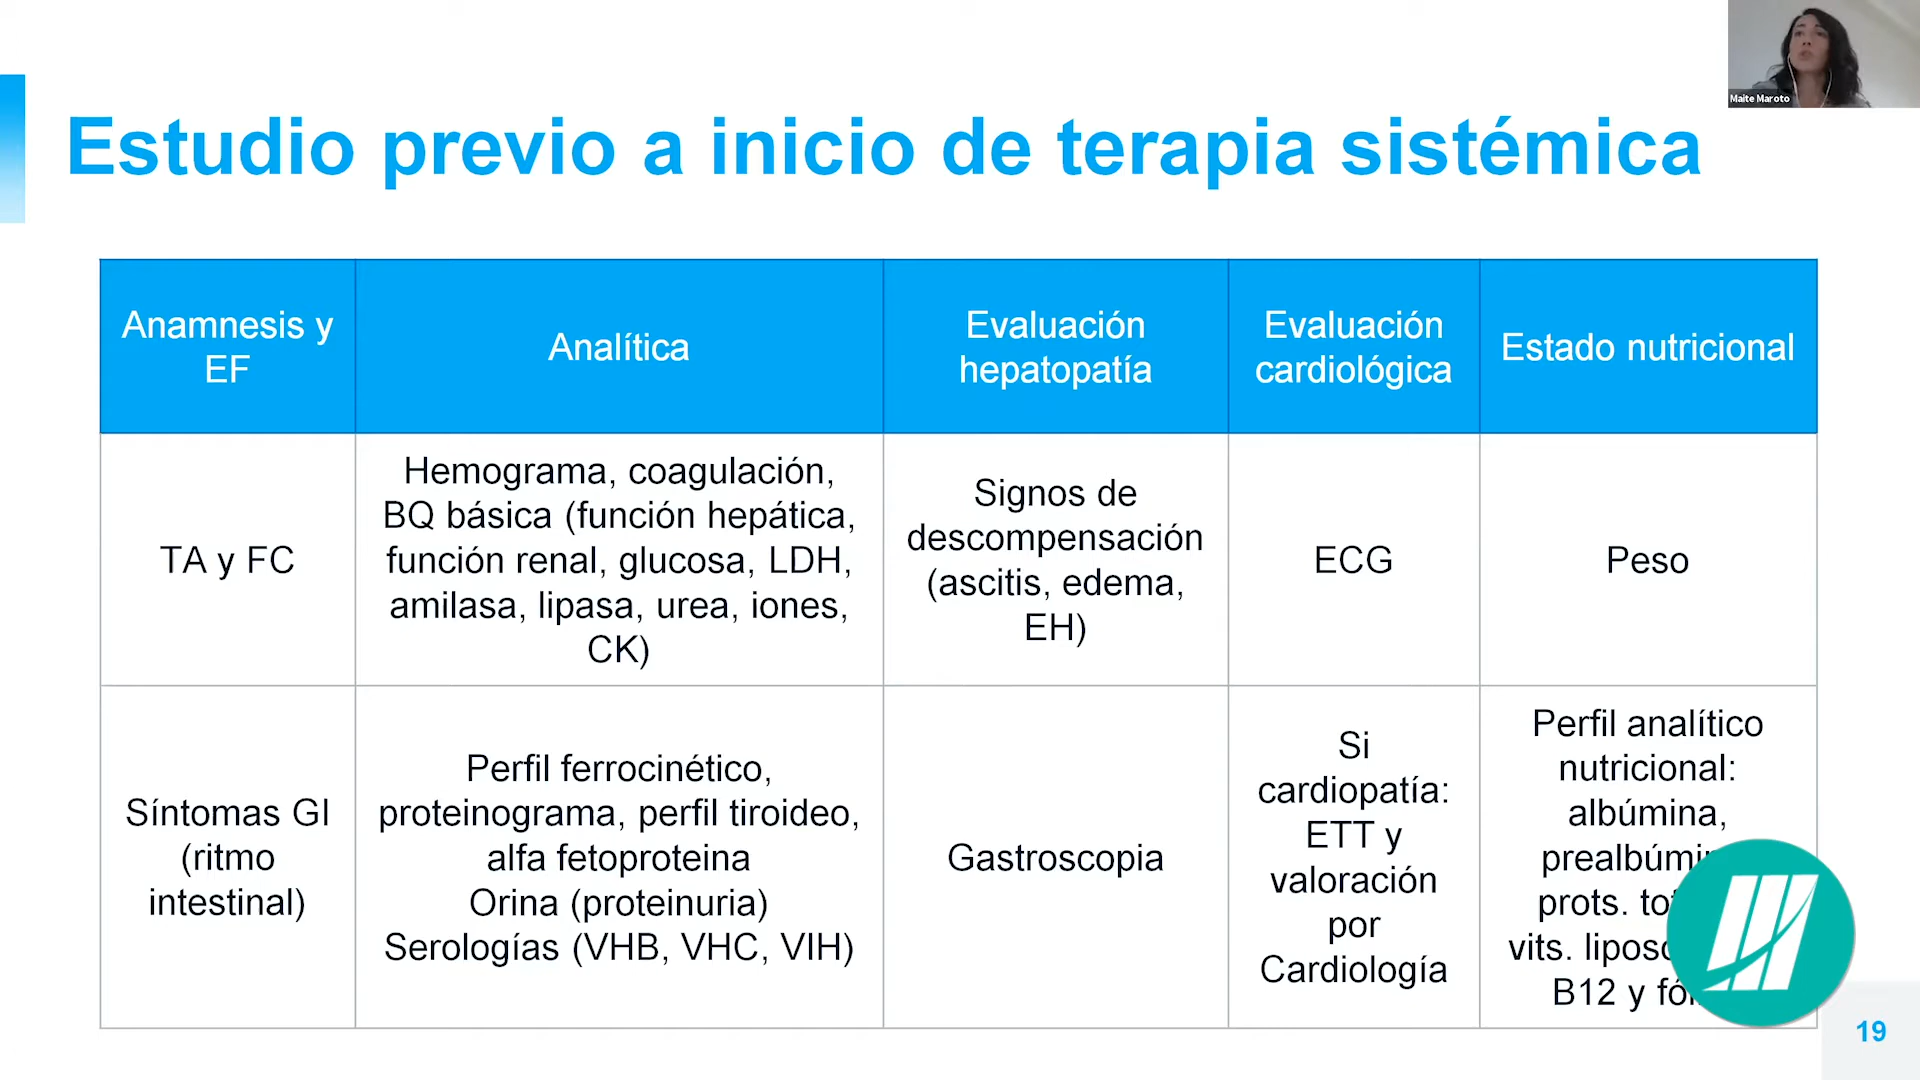 Maite Maroto
Estudio previo a inicio de terapia sistémica
Anamnesis y
EF
Analítica
Evaluación
hepatopatía
Evaluación
cardiológica
Estado nutricional
TA y FC
Hemograma, coagulación,
BQ básica (función hepática,
función renal, glucosa, LDH,
amilasa, lipasa, urea, iones,
CK)
Signos de
descompensación
(ascitis, edema,
EH)
ECG
Peso
Síntomas GI
(ritmo
intestinal)
Perfil ferrocinético,
proteinograma, perfil tiroideo,
alfa fetoproteina
Orina (proteinuria)
Serologías (VHB, VHC, VIH)
Gastroscopia
Si
cardiopatía:
ETT y
valoración
por
Cardiología
Perfil analítico
nutricional:
albúmina,
prots.
vits.
B12 y
19